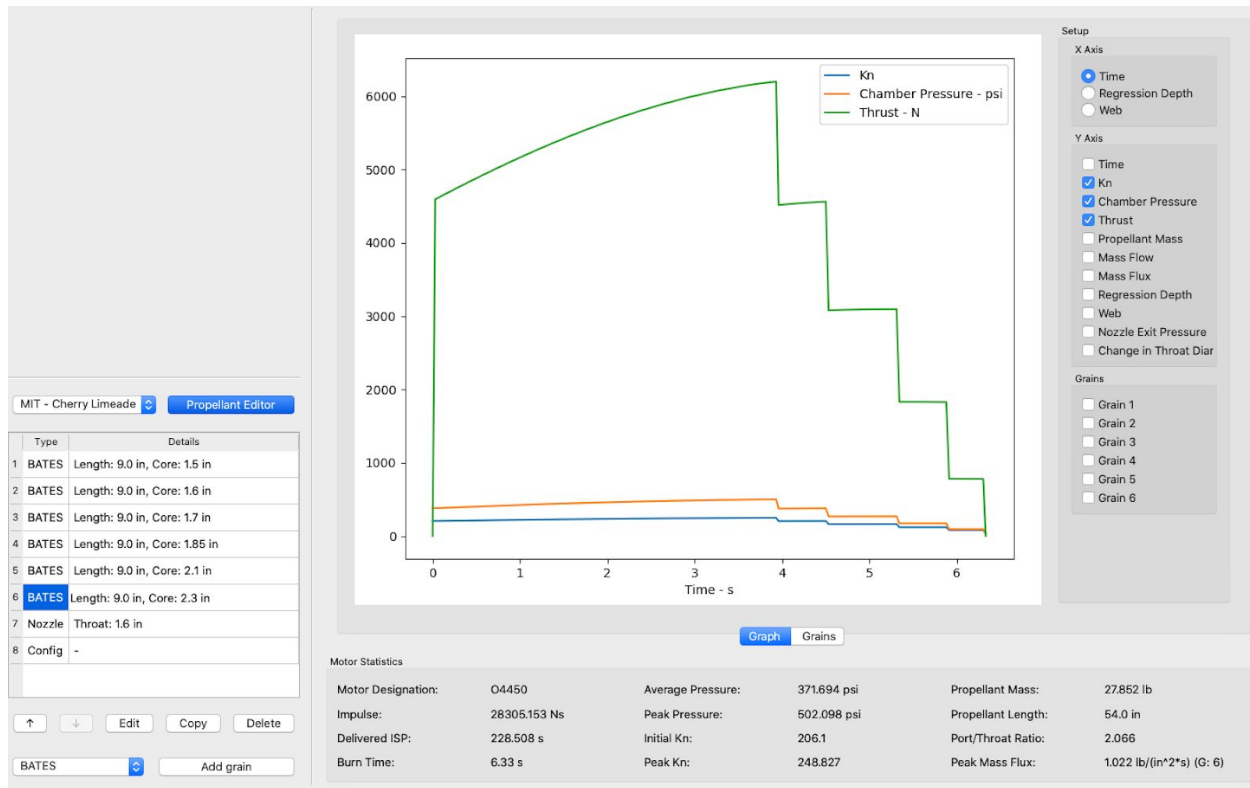 Kn
Chamber Pressure - psi
Thrust - N
6000
5000
4000
3000
2000
1000
0
0 1 2 3 4 5 6
Time - s
Setup
X Axis
Time
Regression Depth
Web
Y Axis
Time
Kn
Chamber Pressure
Thrust
Propellant Mass
Mass Flow
Mass Flux
Regression Depth
Web
Nozzle Exit Pressure
Change in Throat Diar
Grains
Grain 1
Grain 2
Grain 3
Grain 4
Grain 5
Grain 6
MIT - Cherry Limeade Propellant Editor
Type Details
1 BATES Length: 9.0 in, Core: 1.5 in
2 BATES Length: 9.0 in, Core: 1.6 in
3 BATES Length: 9.0 in, Core: 1.7 in
4 BATES Length: 9.0 in, Core: 1.85 in
5 BATES Length: 9.0 in, Core: 2.1 in
6 BATES Length: 9.0 in, Core: 2.3 in
7 Nozzle Throat: 1.6 in
8 Config -
↑ ↓ Edit Copy Delete
BATES Add grain
Graph Grains
Motor Statistics
Motor Designation: O4450 Average Pressure: 371.694 psi Propellant Mass: 27.852 lb
Impulse: 28305.153 Ns Peak Pressure: 502.098 psi Propellant Length: 54.0 in
Delivered ISP: 228.508 s Initial Kn: 206.1 Port/Throat Ratio: 2.066
Burn Time: 6.33 s Peak Kn: 248.827 Peak Mass Flux: 1.022 lb/(in^2*s) (G: 6)